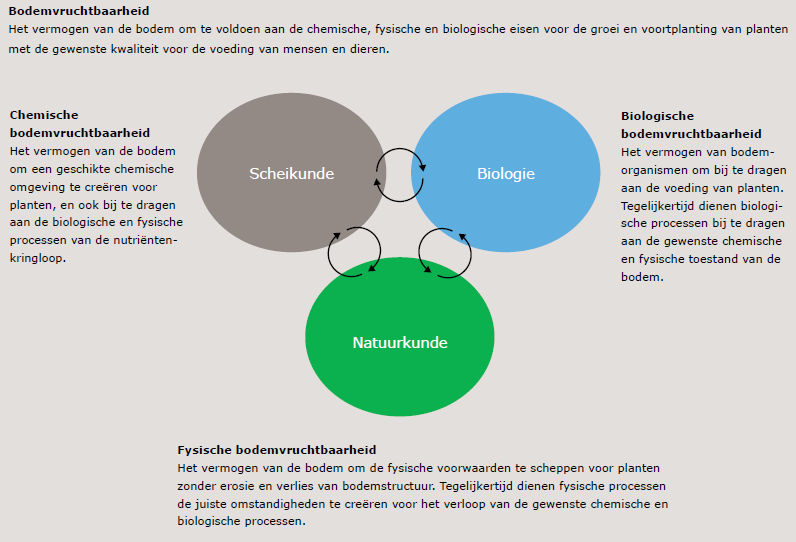 Bodemvruchtbaarheid
Het vermogen van de bodem om te voldoen aan de chemische, fysische en biologische eisen voor de groei en voortplanting van planten
met de gewenste kwaliteit voor de voeding van mensen en dieren.
Chemische
bodemvruchtbaarheid
Het vermogen van de bodem
om een geschikte chemische
omgeving te creëren voor
planten, en ook bij te dragen
aan de biologische en fysische
processen van de nutriënten-
kringloop.
Scheikunde
Biologie
Biologische
bodemvruchtbaarheid
Het vermogen van bodem-
organismen om bij te dragen
aan de voeding van planten.
Tegelijkertijd dienen biologi-
sche processen bij te dragen
aan de gewenste chemische
en fysische toestand van de
bodem.
Natuurkunde
Fysische bodemvruchtbaarheid
Het vermogen van de bodem om de fysische voorwaarden te scheppen voor planten
zonder erosie en verlies van bodemstructuur. Tegelijkertijd dienen fysische processen
de juiste omstandigheden te creëren voor het verloop van de gewenste chemische en
biologische processen.